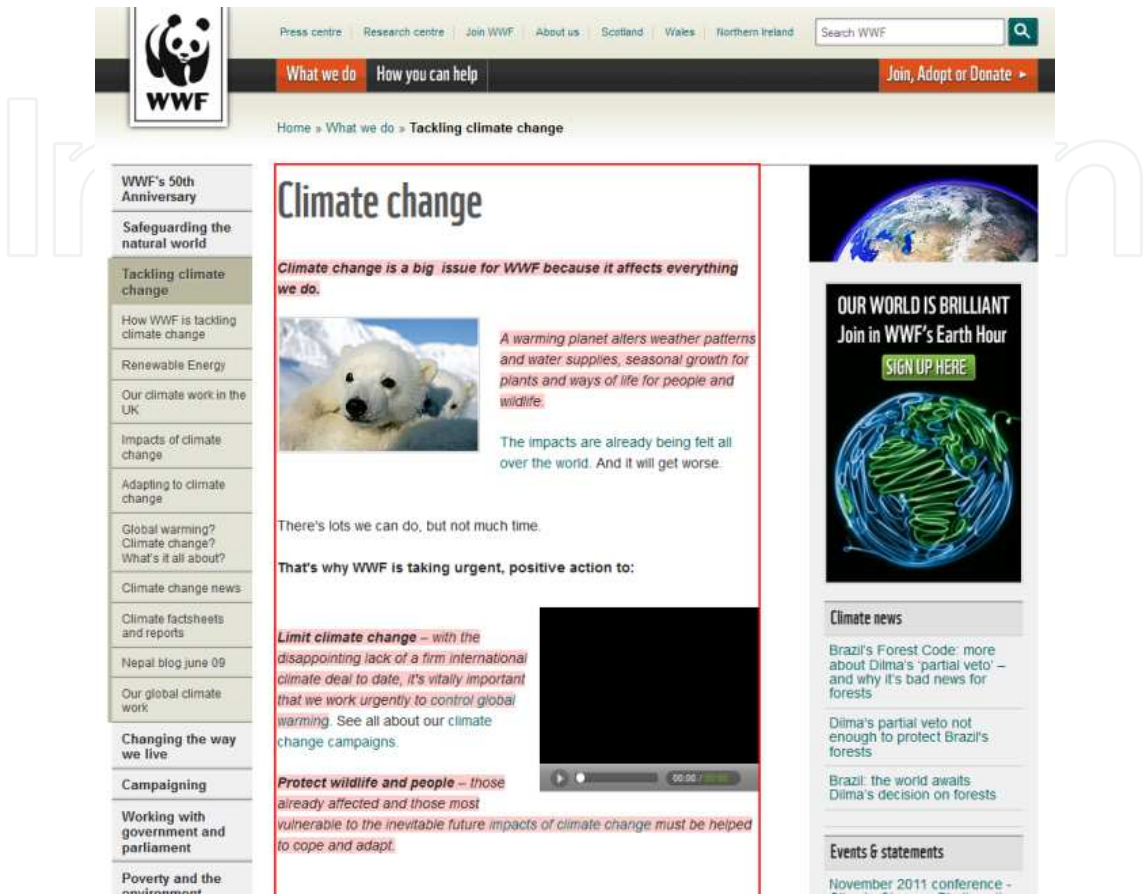 Press centre Research centre Join WWF About us Scotland Wales Northern Ireland Search WWF
What we do How you can help Join, Adopt or Donate
WWF
Home » What we do » Tackling climate change
WWF's 50th
Anniversary
Safeguarding the
natural world
Tackling climate
change
How WWF is tackling
climate change
Renewable Energy
Our climate work in the
UK
Impacts of climate
change
Adapting to climate
change
Global warming?
Climate change?
What's it all about?
Climate change news
Climate factsheets
and reports
Nepal blog june 09
Our global climate
work
Changing the way
we live
Campaigning
Working with
government and
parliament
Poverty and the
environment
Climate change
Climate change is a big issue for WWF because it affects everything
we do.
A warming planet alters weather patterns
and water supplies, seasonal growth for
plants and ways of life for people and
wildlife.
The impacts are already being felt all
over the world. And it will get worse.
There's lots we can do, but not much time.
That's why WWF is taking urgent, positive action to:
Limit climate change – with the
disappointing lack of a firm international
climate deal to date, it's vitally important
that we work urgently to control global
warming. See all about our climate
change campaigns.
00:00 / 00:00
Protect wildlife and people – those
already affected and those most
vulnerable to the inevitable future impacts of climate change must be helped
to cope and adapt.
OUR WORLD IS BRILLIANT
Join in WWF's Earth Hour
SIGN UP HERE
Climate news
Brazil's Forest Code: more
about Dilma's 'partial veto' –
and why it's bad news for
forests
Dilma's partial veto not
enough to protect Brazil's
forests
Brazil: the world awaits
Dilma's decision on forests
Events & statements
November 2011 conference -